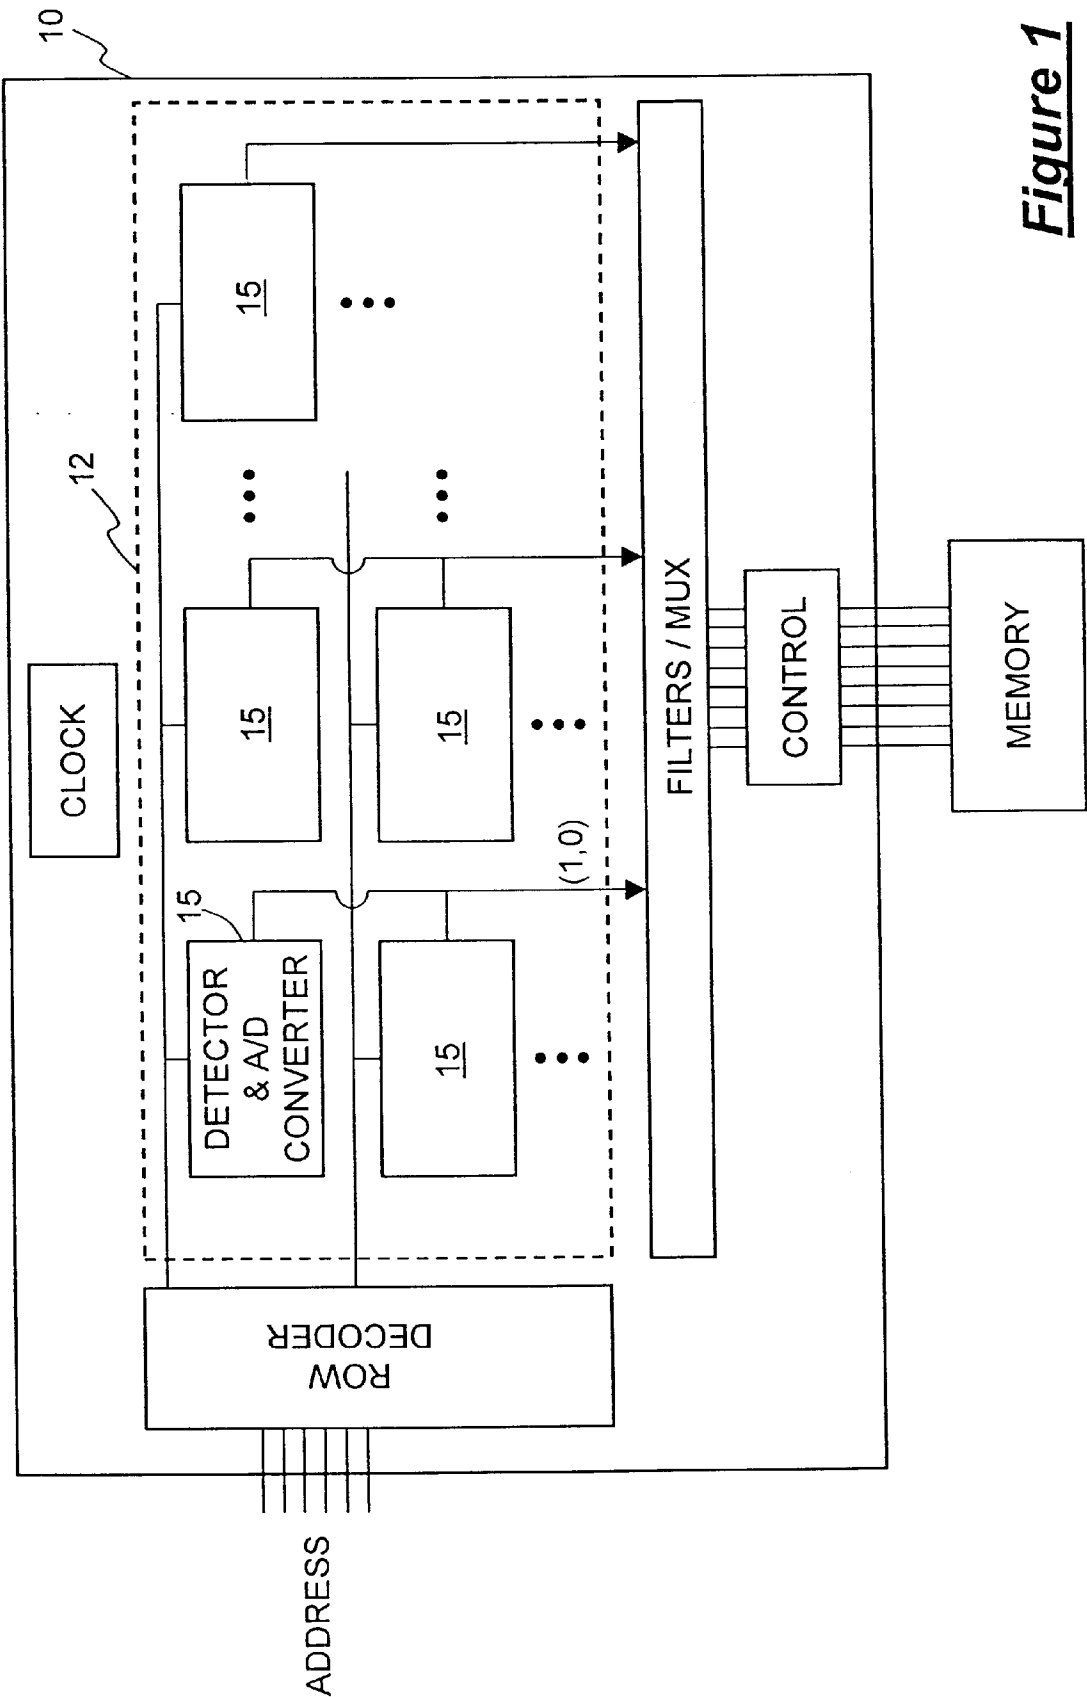 10
12
CLOCK
15
DETECTOR
& A/D
CONVERTER
15
15
15
15
(1,0)
ROW
DECODER
ADDRESS
FILTERS / MUX
CONTROL
MEMORY
Figure 1